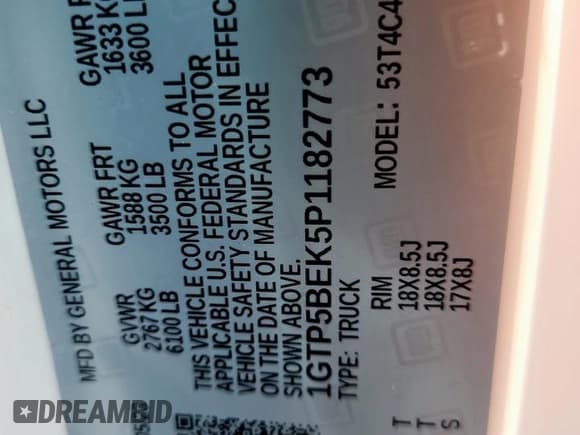 MFD BY GENERAL MOTORS LLC
GVWR GAWR FRT GAWR
2767 KG 1588 KG 1633
6100 LB 3500 LB 3600
THIS VEHICLE CONFORMS TO ALL
APPLICABLE U.S. FEDERAL MOTOR
VEHICLE SAFETY STANDARDS IN EFFECT
ON THE DATE OF MANUFACTURE
SHOWN ABOVE.
1GTP5BEK5P1182773
TYPE: TRUCK MODEL: 53T4C4
RIM
18X8.5J
T 18X8.5J
S 17X8J
DREAMBID